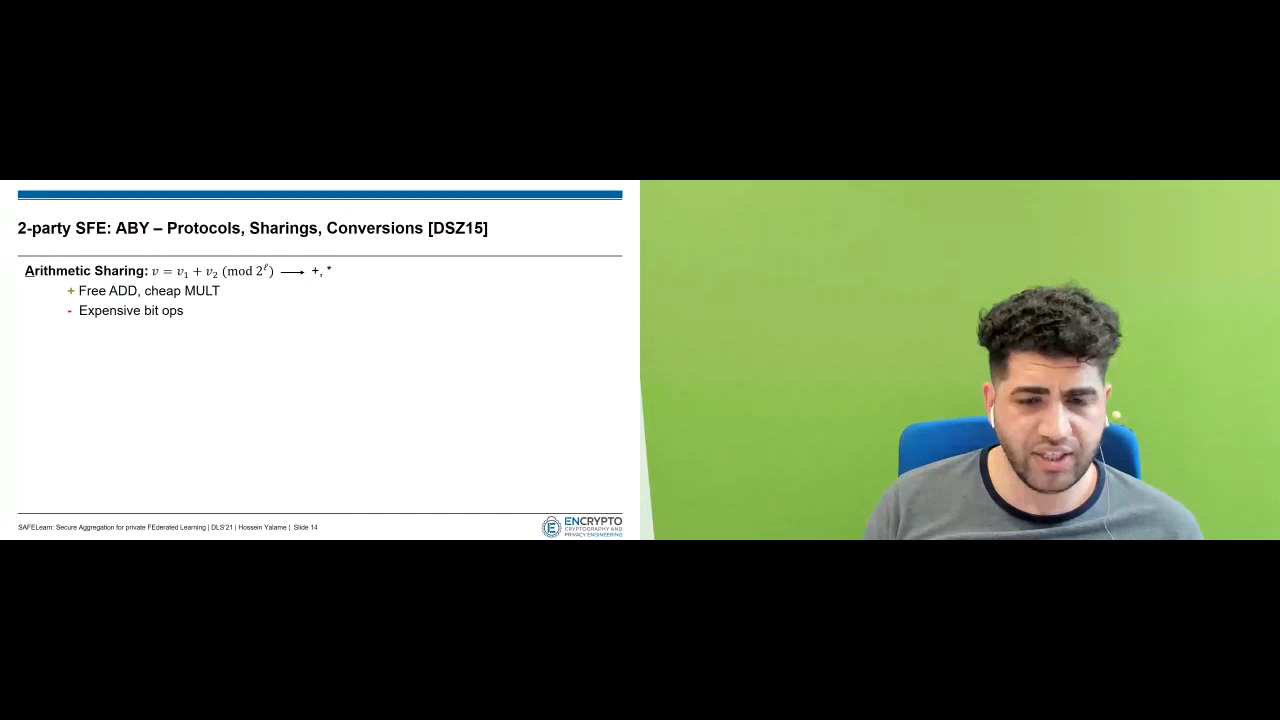 2-party SFE: ABY – Protocols, Sharings, Conversions [DSZ15]
Arithmetic Sharing: 𝑣 = 𝑣₁ + 𝑣₂ (mod 2^ℓ) ⟶ +, *
+ Free ADD, cheap MULT
- Expensive bit ops
SAFELearn: Secure Aggregation for private FEderated Learning | DLS'21 | Hossein Yalame | Slide 14
ENCRYPTO
CRYPTOGRAPHY AND
PRIVACY ENGINEERING